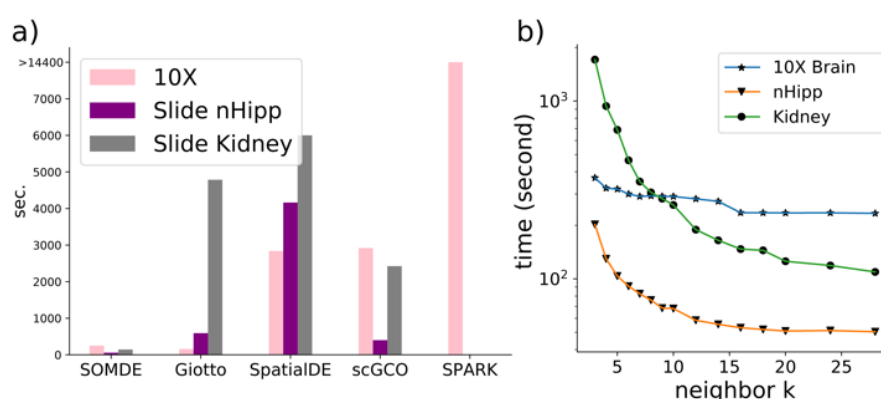 a)
>14400
7000
6000
5000
4000
3000
2000
1000
0
sec.
10X
Slide nHipp
Slide Kidney
SOMDE Giotto SpatialDE scGCO SPARK
b)
10X Brain
nHipp
Kidney
10³
10²
time (second)
5 10 15 20 25
neighbor k